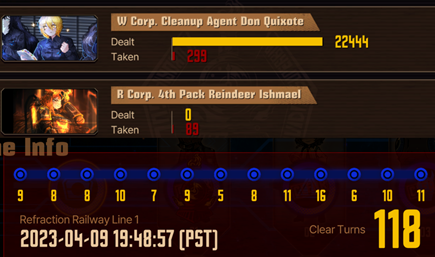 W Corp. Cleanup Agent Don Quixote
Dealt 22444
Taken 299
R Corp. 4th Pack Reindeer Ishmael
Dealt 0
Taken 89
e Info
9 8 8 10 7 9 5 8 11 16 6 10 11
Refraction Railway Line 1
2023-04-09 19:48:57 (PST)
Clear Turns 118